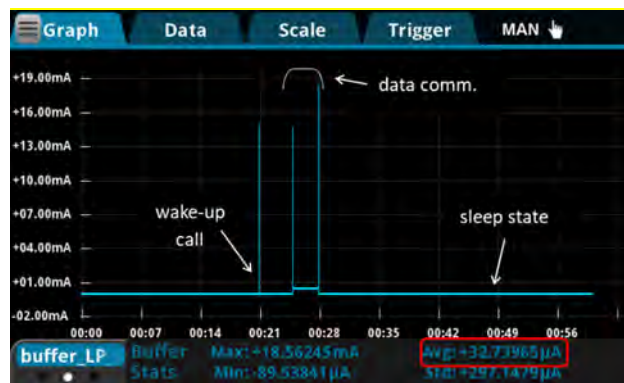 Graph Data Scale Trigger MAN
+19.00mA
data comm.
+16.00mA
+13.00mA
+10.00mA
+07.00mA
wake-up
call
sleep state
+04.00mA
+01.00mA
-02.00mA
00:00 00:07 00:14 00:21 00:28 00:35 00:42 00:49 00:56
buffer_LP Buffer Max:+18.56245mA Avg:+32.73965µA
Stats Min:-89.53841µA Std:+297.1479µA